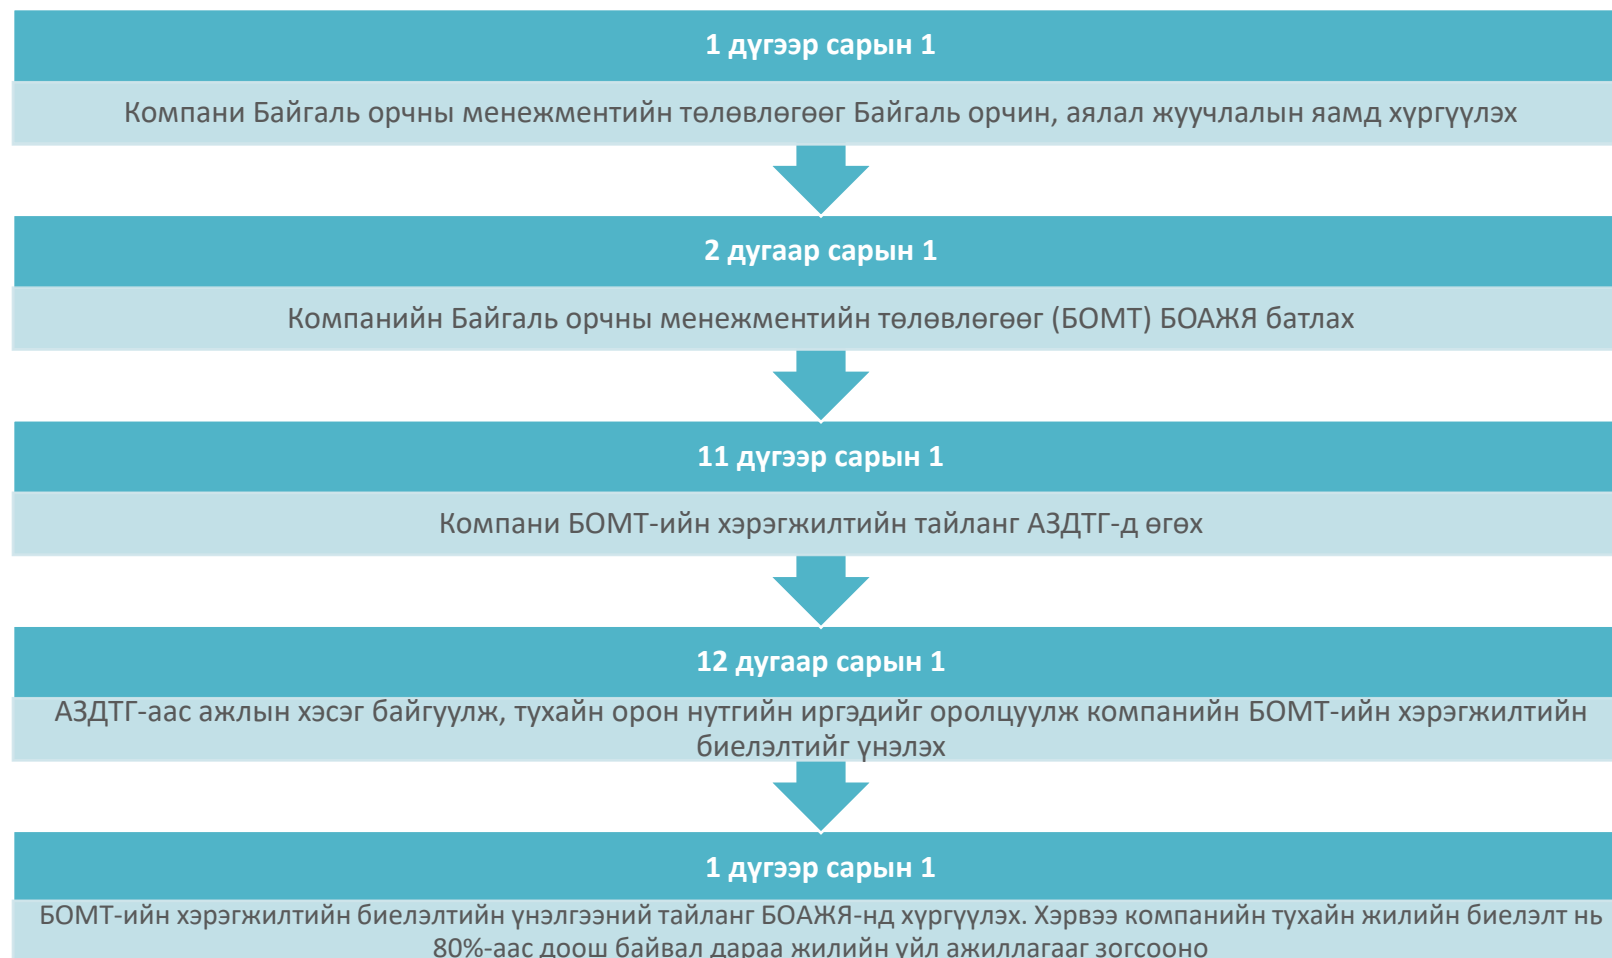 1 дүгээр сарын 1
Компани Байгаль орчны менежментийн төлөвлөгөөг Байгаль орчин, аялал жуучлалын яамд хүргүүлэх
2 дугаар сарын 1
Компанийн Байгаль орчны менежментийн төлөвлөгөөг (БОМТ) БОАЖЯ батлах
11 дүгээр сарын 1
Компани БОМТ-ийн хэрэгжилтийн тайланг АЗДТГ-д өгөх
12 дугаар сарын 1
АЗДТГ-аас ажлын хэсэг байгуулж, тухайн орон нутгийн иргэдийг оролцуулж компанийн БОМТ-ийн хэрэгжилтийн
биелэлтийг үнэлэх
1 дүгээр сарын 1
БОМТ-ийн хэрэгжилтийн биелэлтийн үнэлгээний тайланг БОАЖЯ-нд хүргүүлэх. Хэрвээ компанийн тухайн жилийн биелэлт нь
80%-аас доош байвал дараа жилийн үйл ажиллагааг зогсооно